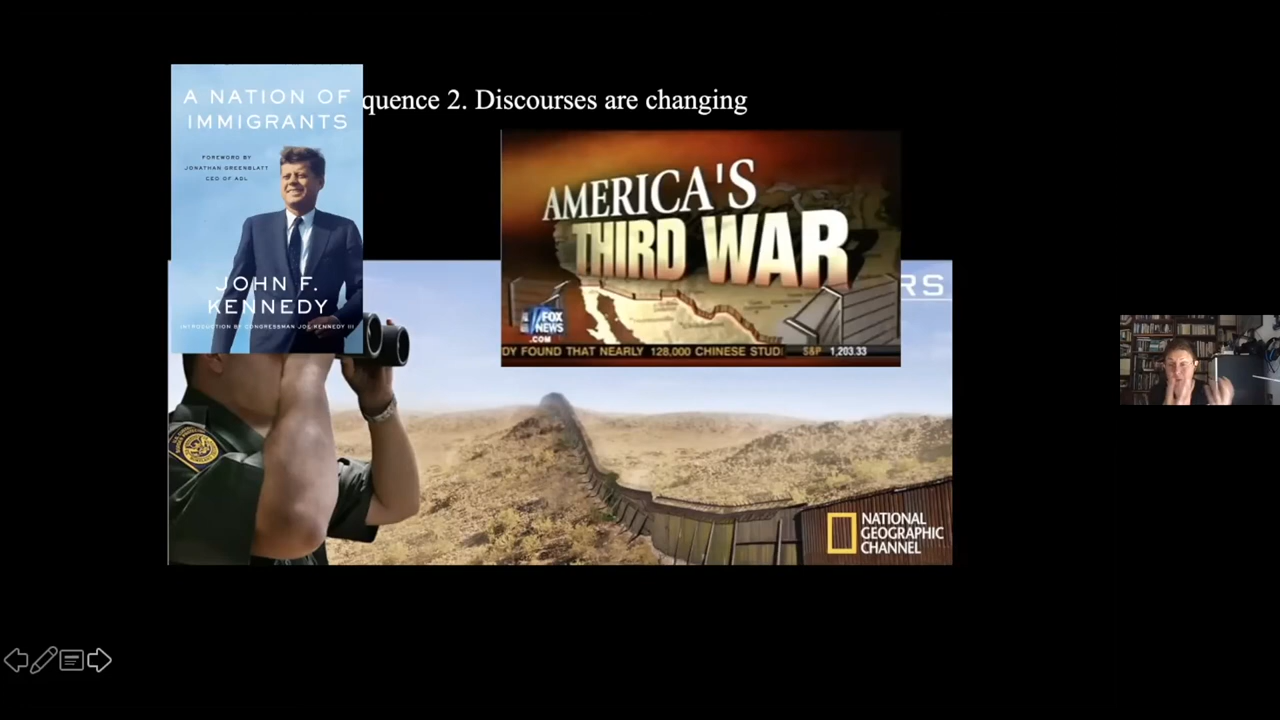 A NATION OF
IMMIGRANTS
FOREWORD BY
JONATHAN GREENBLATT
CEO OF ADL
JOHN F.
KENNEDY
INTRODUCTION BY CONGRESSMAN JOE KENNEDY III
quence 2. Discourses are changing
AMERICA'S
THIRD WAR
FOX
NEWS
.COM
DY FOUND THAT NEARLY 128,000 CHINESE STUD S&P 1,203.33
RS
NATIONAL
GEOGRAPHIC
CHANNEL